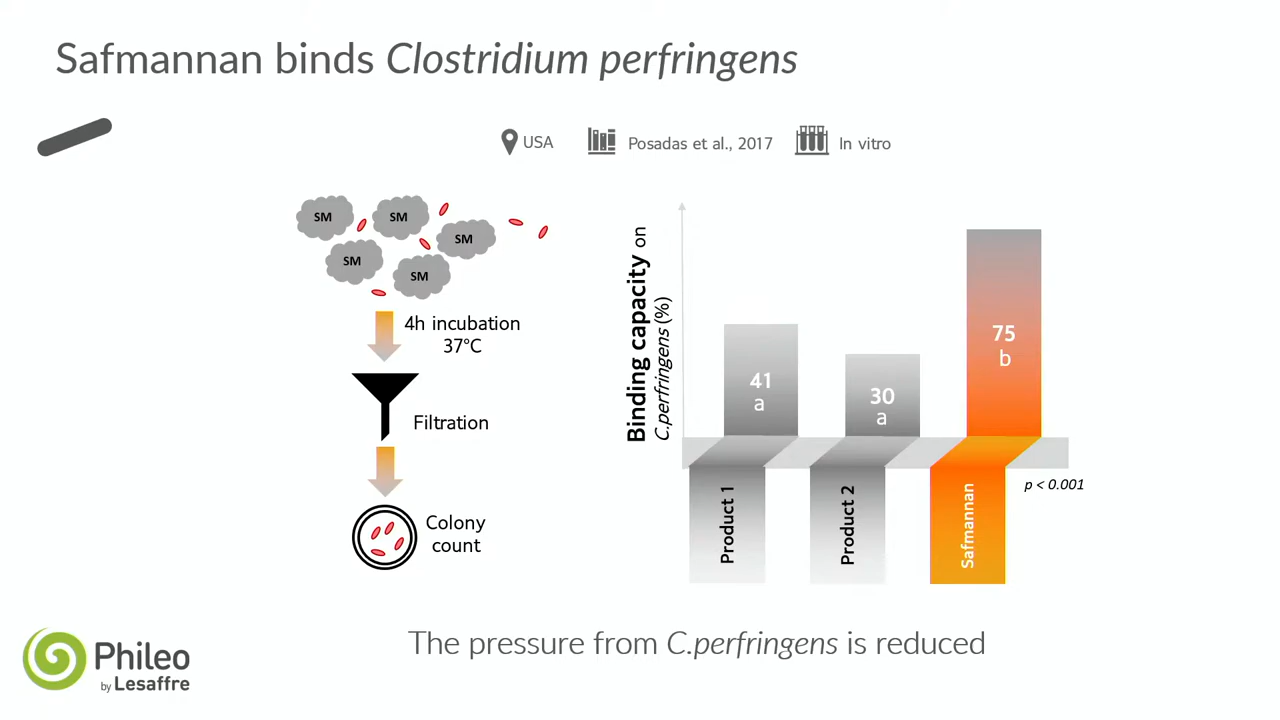 Safmannan binds Clostridium perfringens
USA
Posadas et al., 2017
In vitro
SM
SM
SM
SM
SM
4h incubation
37°C
Filtration
Colony
count
Binding capacity on
C.perfringens (%)
41
a
30
a
75
b
Product 1
Product 2
Safmannan
p < 0.001
The pressure from C.perfringens is reduced
Phileo
by Lesaffre